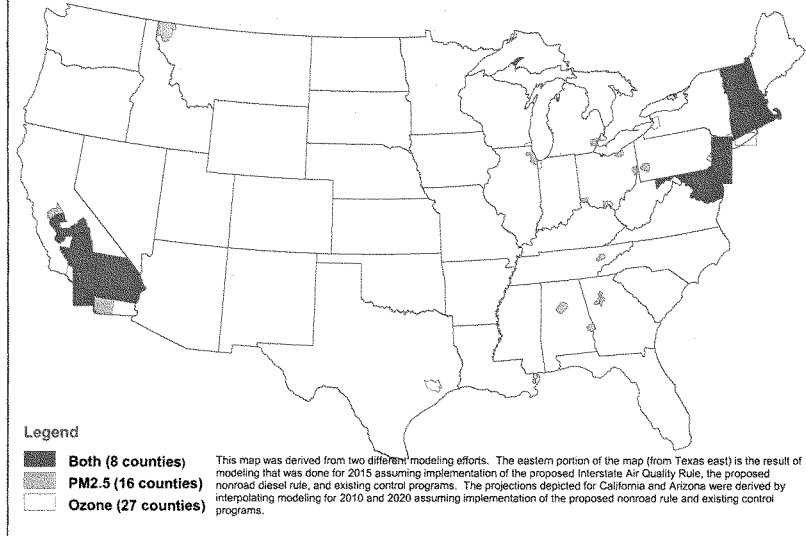 Legend
Both (8 counties)
PM2.5 (16 counties)
Ozone (27 counties)
This map was derived from two different modeling efforts. The eastern portion of the map (from Texas east) is the result of
modeling that was done for 2015 assuming implementation of the proposed Interstate Air Quality Rule, the proposed
nonroad diesel rule, and existing control programs. The projections depicted for California and Arizona were derived by
interpolating modeling for 2010 and 2020 assuming implementation of the proposed nonroad rule and existing control
programs.